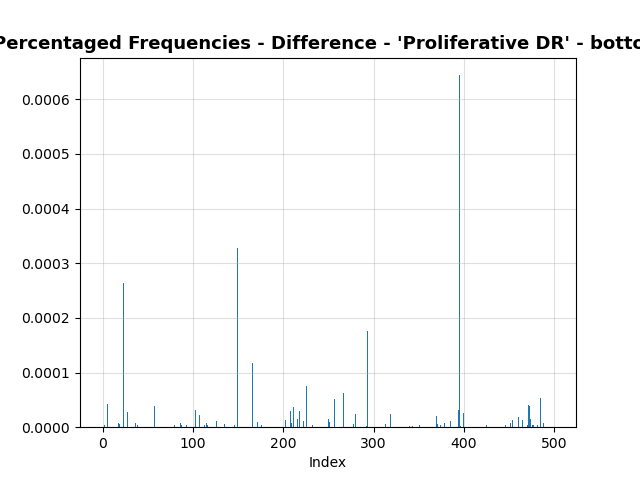 Percentaged Frequencies - Difference - 'Proliferative DR' - botto
0.0006
0.0005
0.0004
0.0003
0.0002
0.0001
0.0000
0 100 200 300 400 500
Index